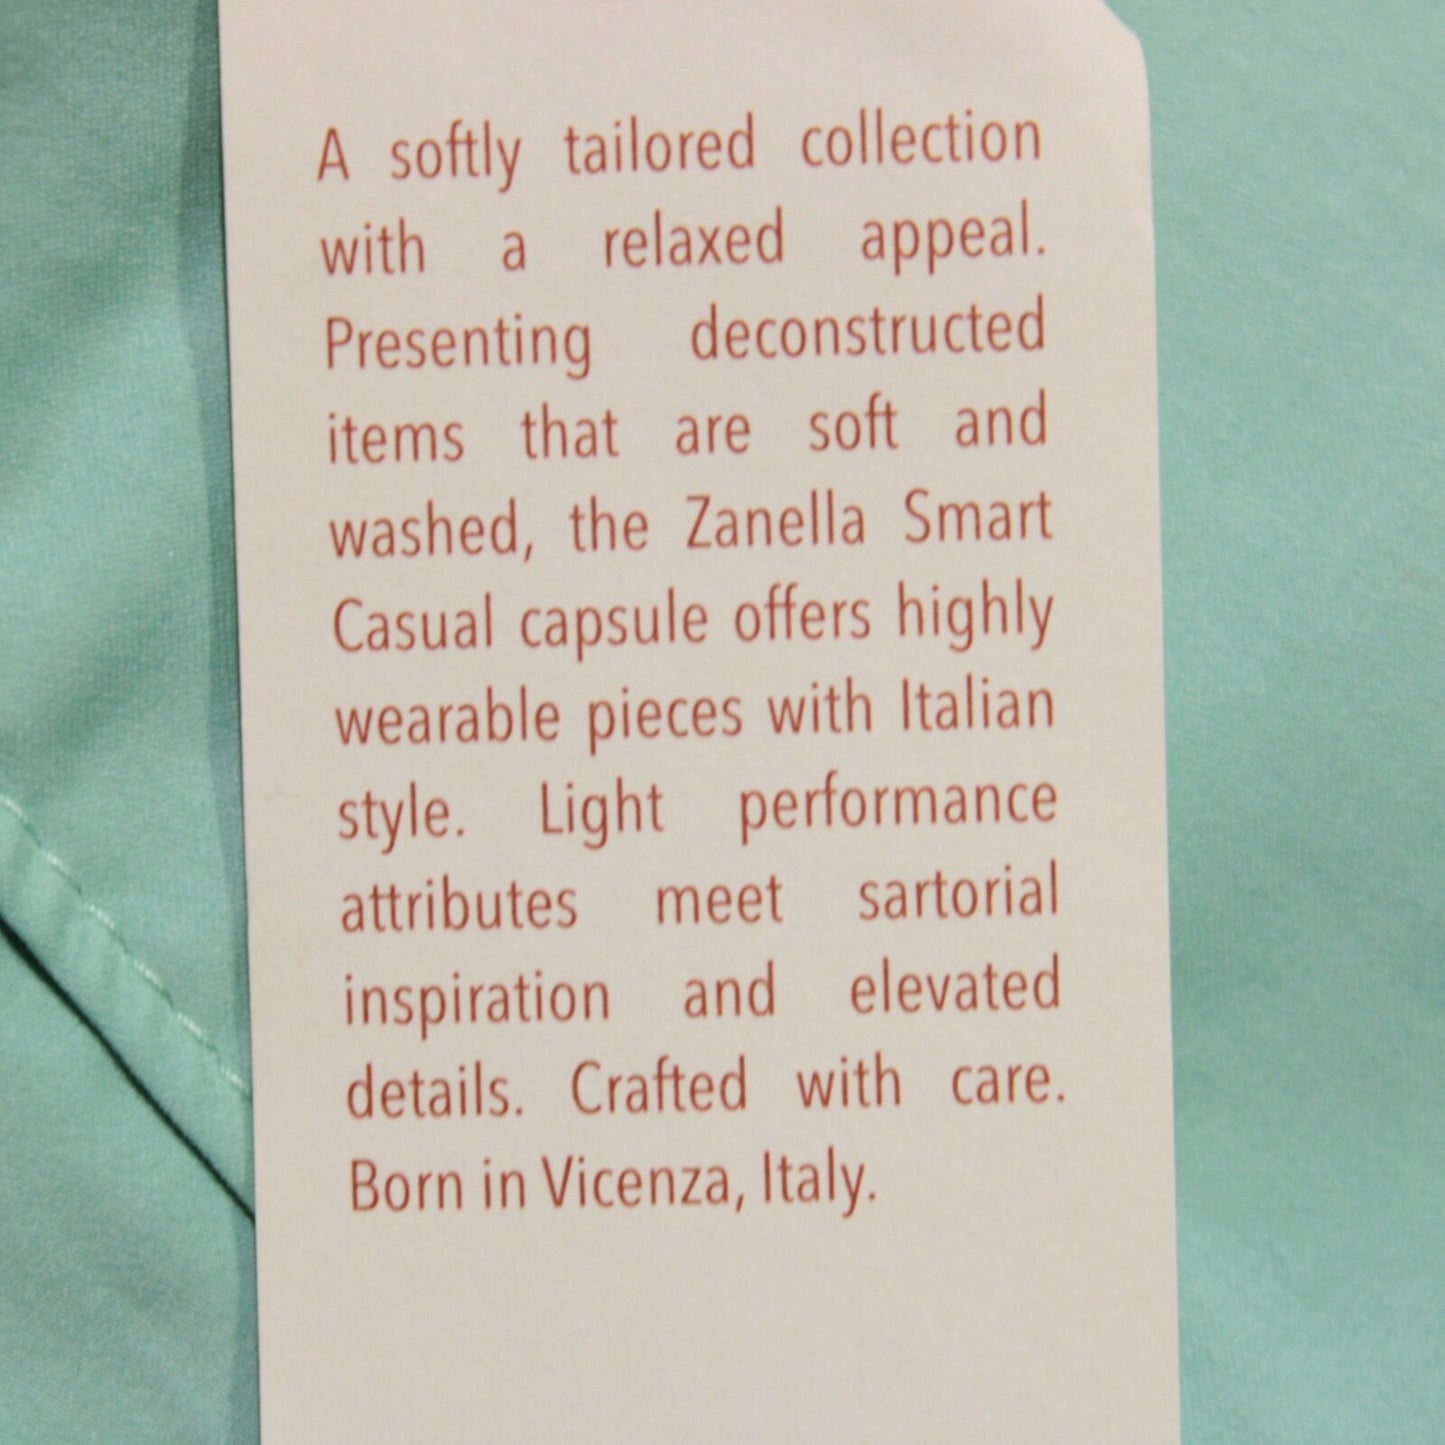 A softly tailored collection
with a relaxed appeal.
Presenting deconstructed
items that are soft and
washed, the Zanella Smart
Casual capsule offers highly
wearable pieces with Italian
style. Light performance
attributes meet sartorial
inspiration and elevated
details. Crafted with care.
Born in Vicenza, Italy.